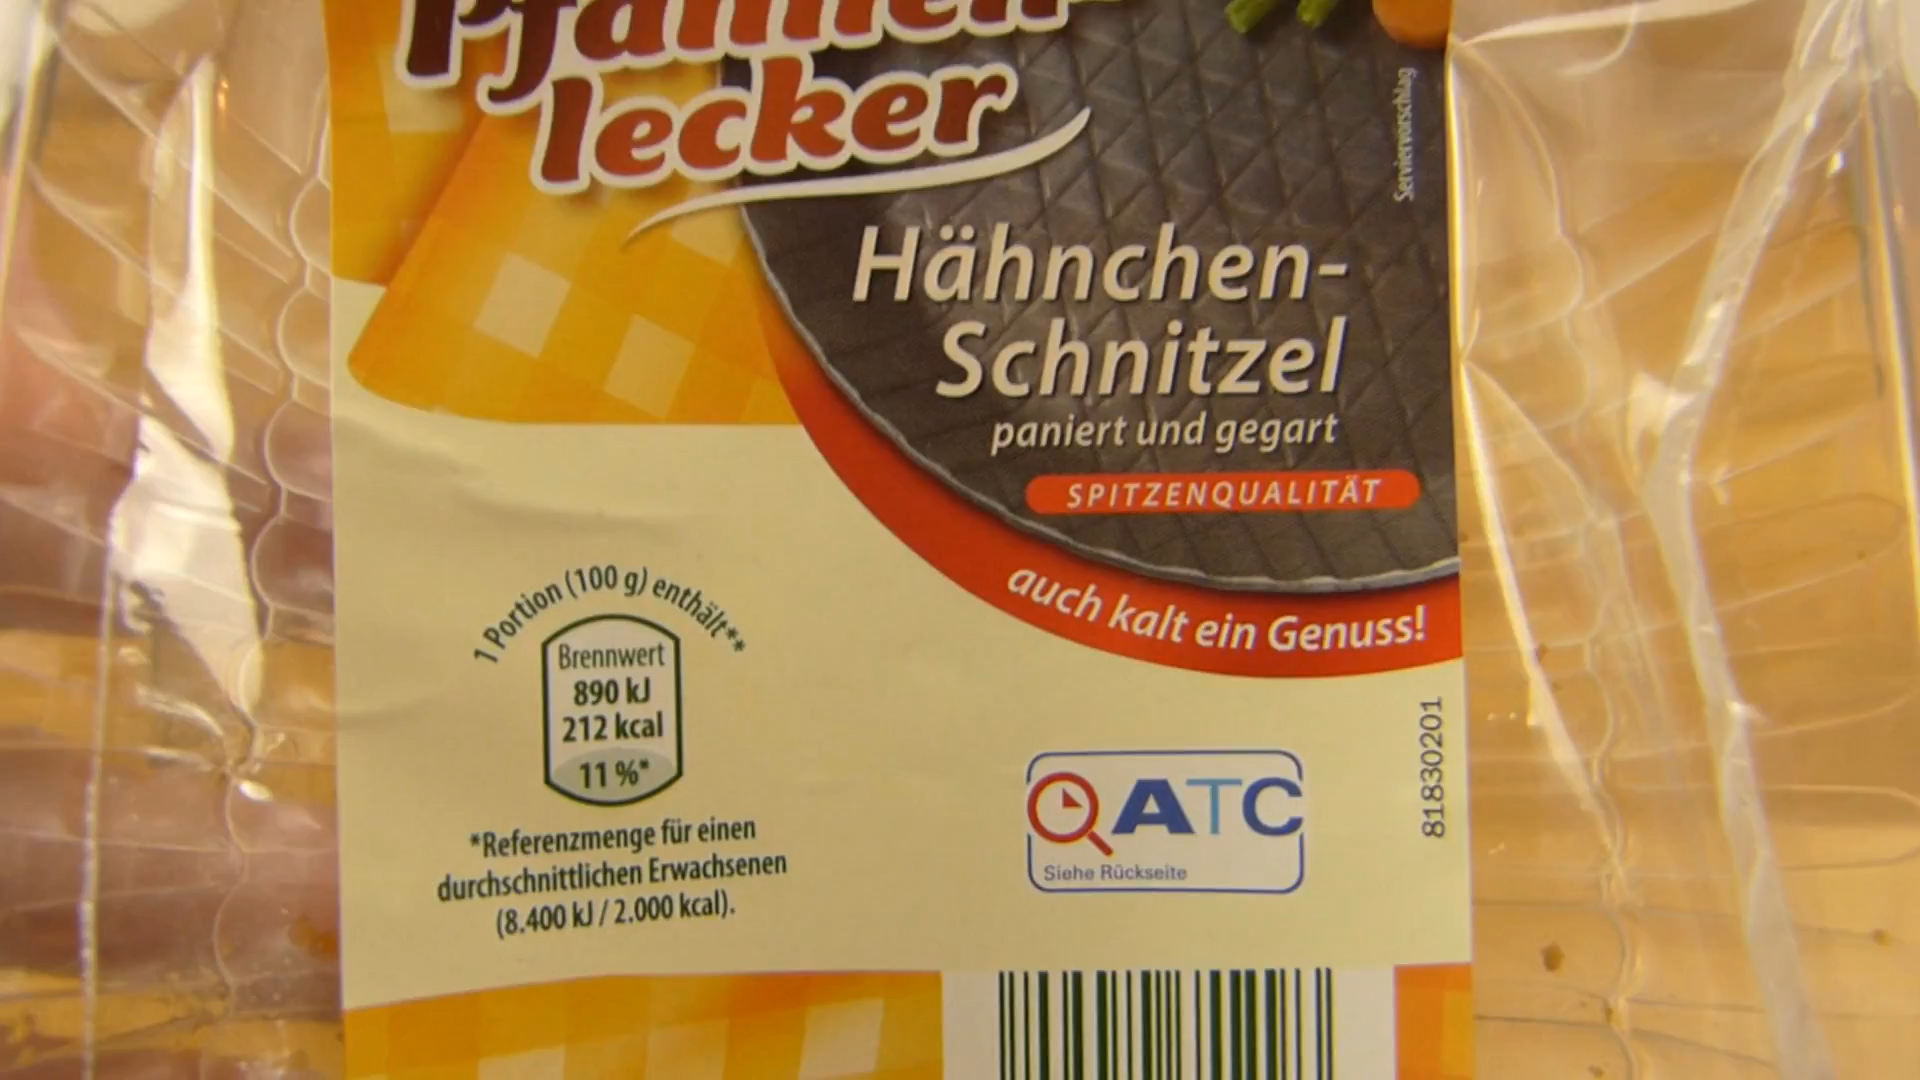 Pfannen-
lecker
Serviervorschlag
Hähnchen-
Schnitzel
paniert und gegart
SPITZENQUALITÄT
auch kalt ein Genuss!
1 Portion (100 g) enthält**
Brennwert
890 kJ
212 kcal
11 %*
*Referenzmenge für einen
durchschnittlichen Erwachsenen
(8.400 kJ / 2.000 kcal).
ATC
Siehe Rückseite
81830201